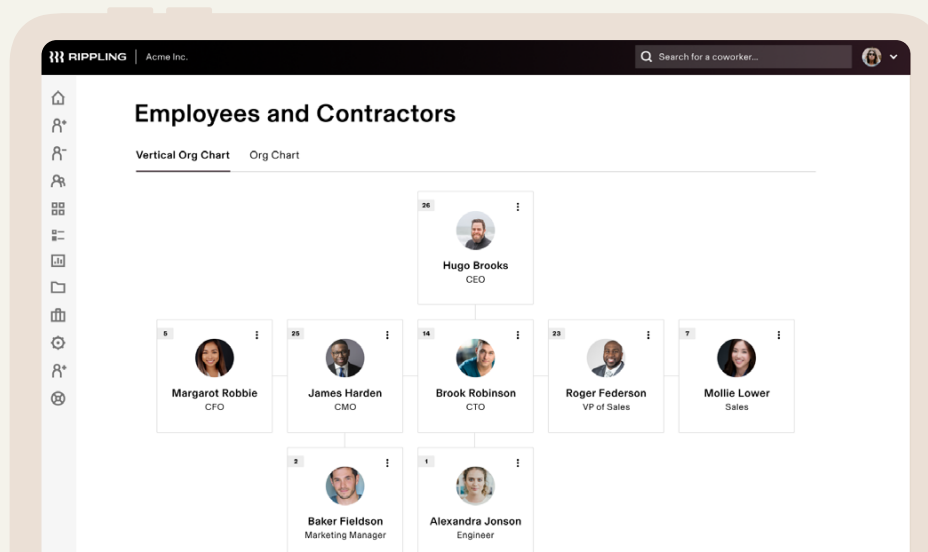 RIPPLING Acme Inc. Search for a coworker...
Employees and Contractors
Vertical Org Chart Org Chart
26
Hugo Brooks
CEO
5 25 14 23 7
Margarot Robbie James Harden Brook Robinson Roger Federson Mollie Lower
CFO CMO CTO VP of Sales Sales
2 1
Baker Fieldson Alexandra Jonson
Marketing Manager Engineer